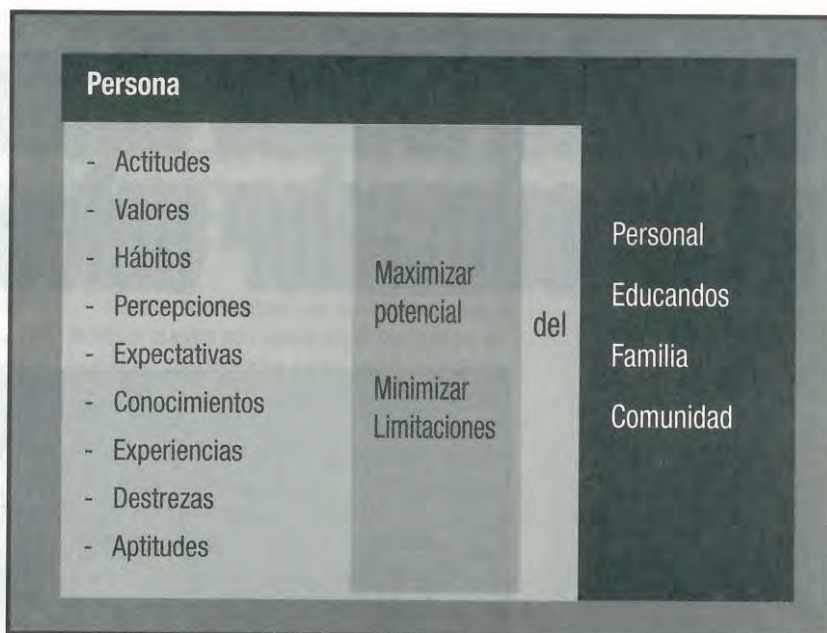 Persona
- Actitudes
- Valores
- Hábitos
- Percepciones
- Expectativas
- Conocimientos
- Experiencias
- Destrezas
- Aptitudes
Maximizar
potencial
Minimizar
Limitaciones
del
Personal
Educandos
Familia
Comunidad